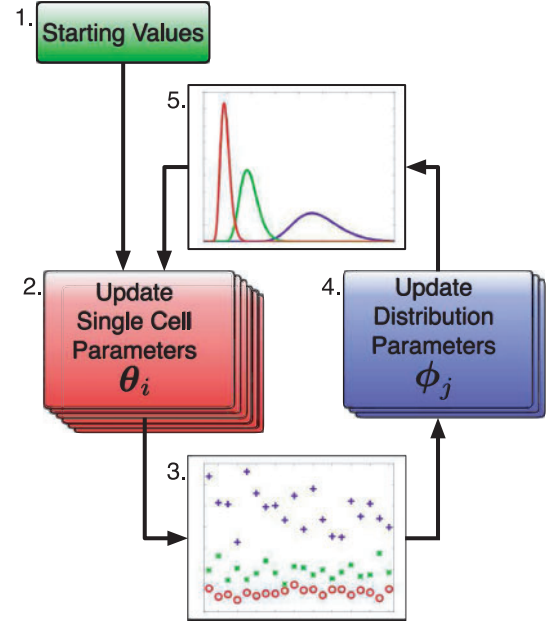 1. Starting Values
5.
2. Update
Single Cell
Parameters
θi
4. Update
Distribution
Parameters
ϕj
3.